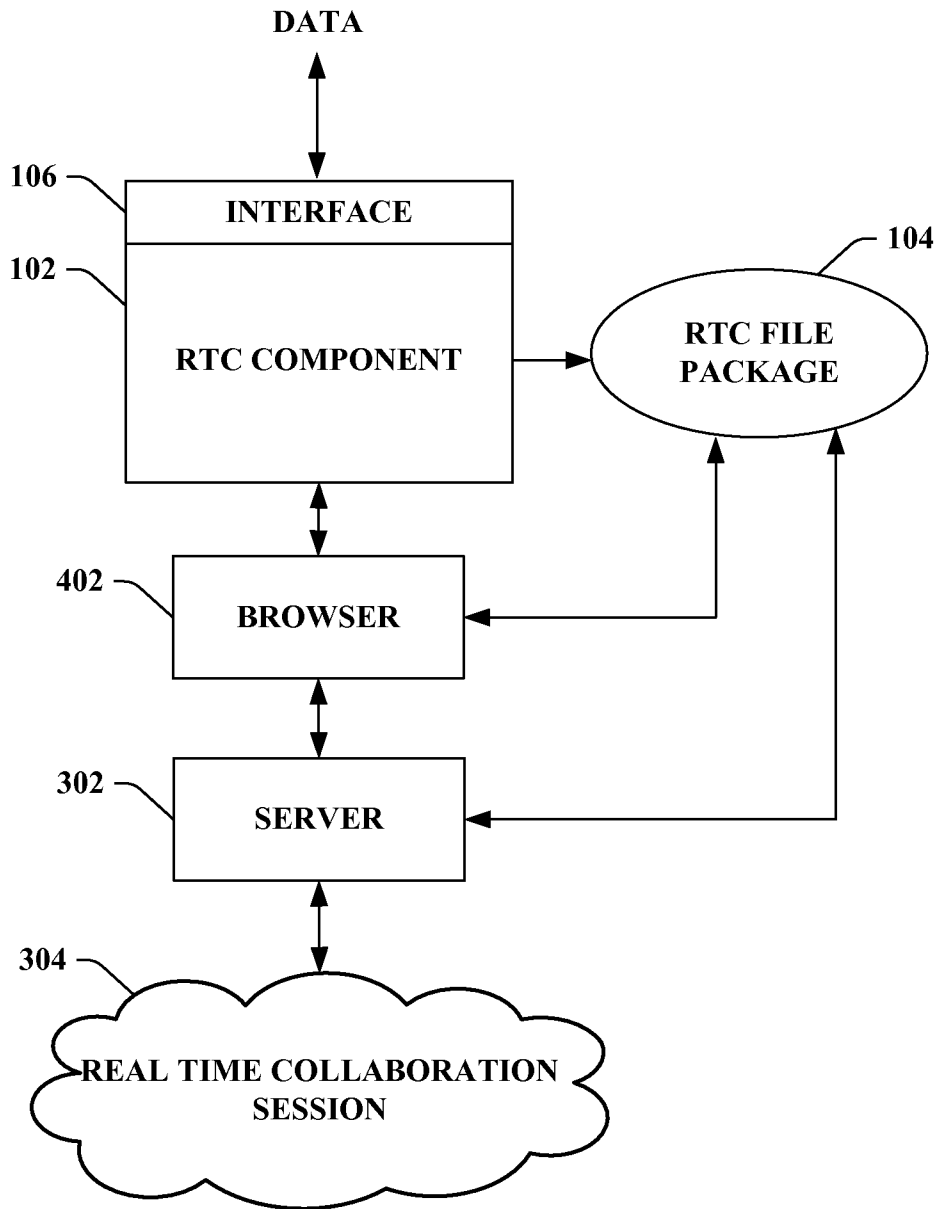 DATA
106
INTERFACE
102
RTC COMPONENT
104
RTC FILE
PACKAGE
402
BROWSER
302
SERVER
304
REAL TIME COLLABORATION
SESSION